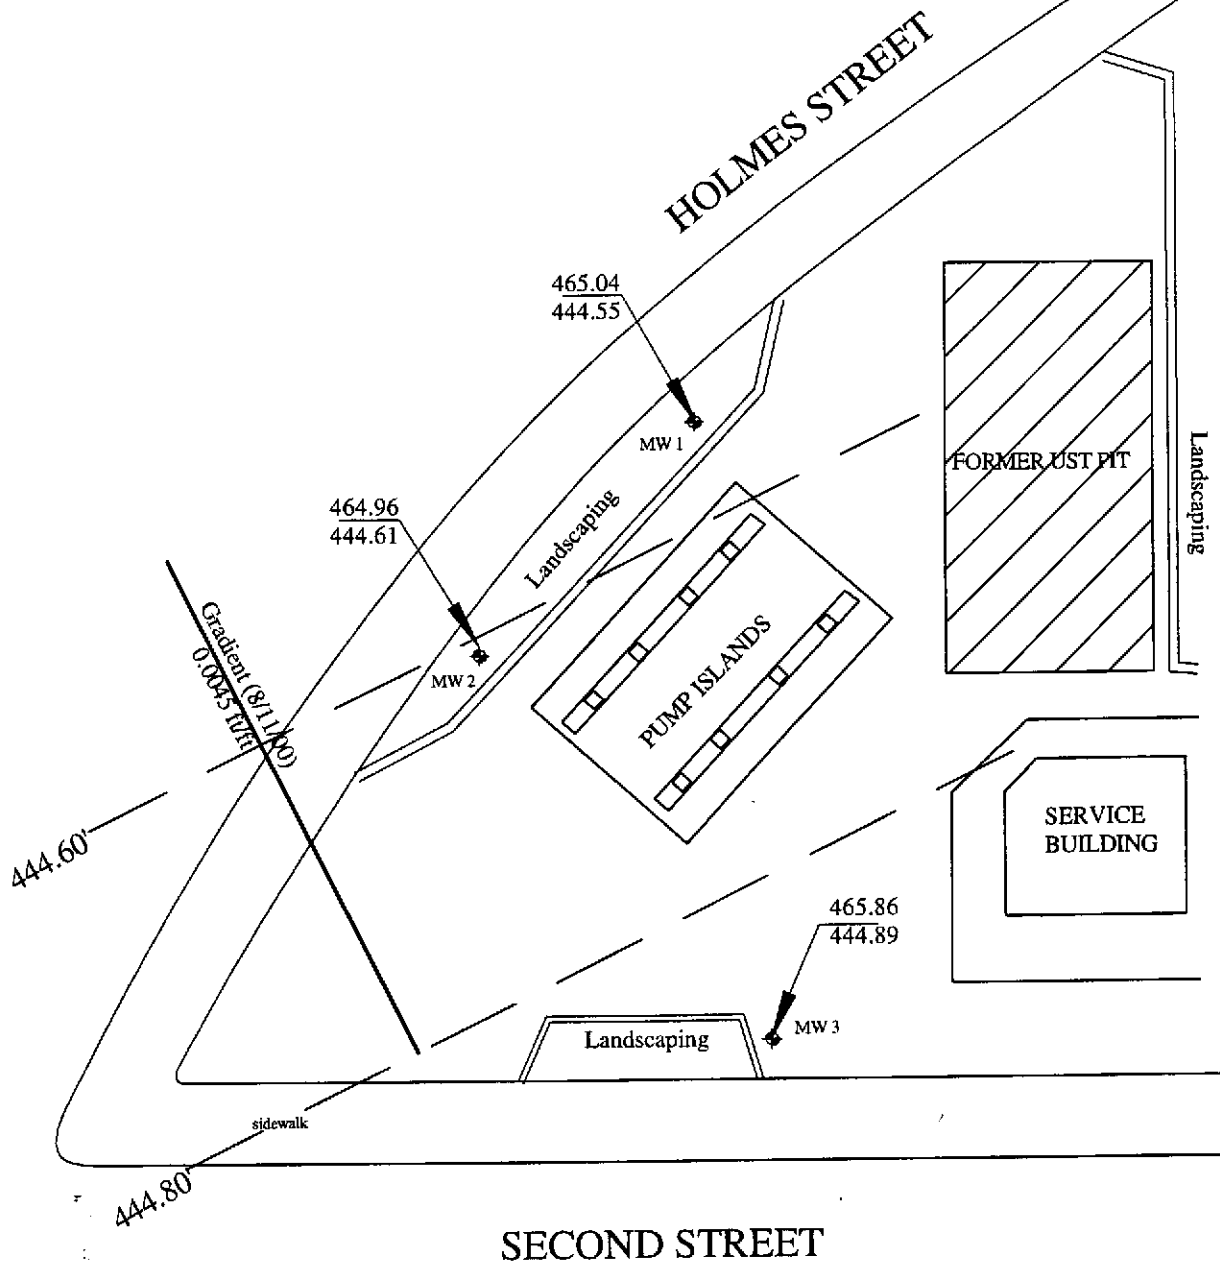 HOLMES STREET
465.04
444.55
MW 1
FORMER UST PIT
Landscaping
464.96
444.61
Landscaping
MW 2
Gradient (8/11/00)
0.0045 ft/ft
PUMP ISLANDS
444.60'
SERVICE
BUILDING
465.86
444.89
MW 3
Landscaping
sidewalk
444.80'
SECOND STREET